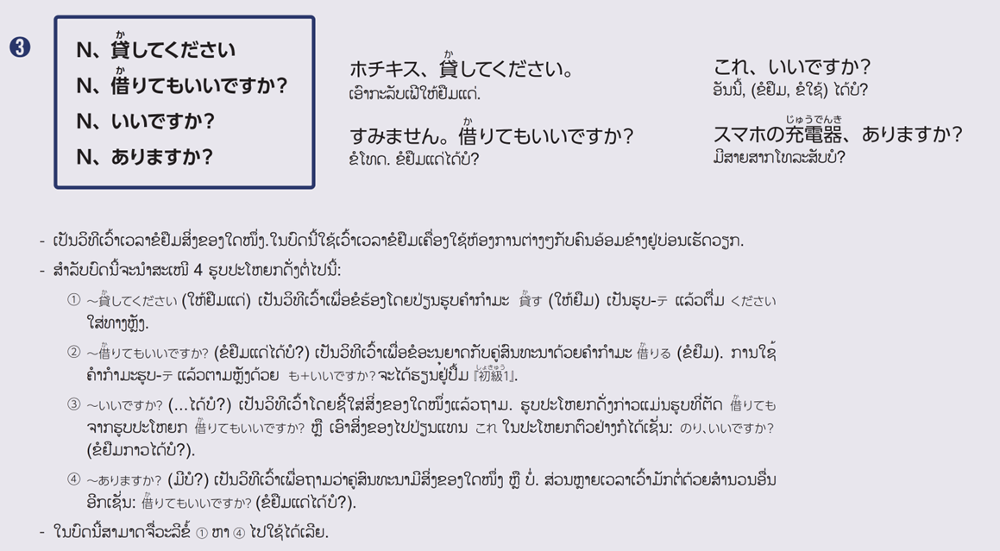 3
N、貸してください
か
N、借りてもいいですか?
か
N、いいですか?
N、ありますか?
ホチキス、貸してください。
か
ເອົາກະລັບເຝີໃຫ້ຢືມແດ່.
すみません。借りてもいいですか?
か
ຂໍໂທດ. ຂໍຢືມແດ່ໄດ້ບໍ?
これ、いいですか?
ອັນນີ້, (ຂໍຢືມ, ຂໍໃຊ້) ໄດ້ບໍ?
じゅうでんき
スマホの充電器、ありますか?
ມີສາຍສາກໂທລະສັບບໍ?
- ເປັນວິທີເວົ້າເວລາຂໍຢືມສິ່ງຂອງໃດໜຶ່ງ.ໃນບົດນີ້ໃຊ້ເວົ້າເວລາຂໍຢືມເຄື່ອງໃຊ້ຫ້ອງການຕ່າງໆກັບຄົນອ້ອມຂ້າງຢູ່ບ່ອນເຮັດວຽກ.
- ສຳລັບບົດນີ້ຈະນຳສະເໜີ 4 ຮູບປະໂຫຍກດັ່ງຕໍ່ໄປນີ້:
① ~貸してください (ໃຫ້ຢືມແດ່) ເປັນວິທີເວົ້າເພື່ອຂໍຮ້ອງໂດຍປ່ຽນຮູບຄຳກຳມະ 貸す (ໃຫ້ຢືມ) ເປັນຮູບ-テ ແລ້ວຕື່ມ ください
ໃສ່ທາງຫຼັງ.
② ~借りてもいいですか? (ຂໍຢືມແດ່ໄດ້ບໍ?) ເປັນວິທີເວົ້າເພື່ອຂໍອະນຸຍາດກັບຄູ່ສົນທະນາດ້ວຍຄຳກຳມະ 借りる (ຂໍຢືມ). ການໃຊ້
ຄຳກຳມະຮູບ-テ ແລ້ວຕາມຫຼັງດ້ວຍ も+いいですか? ຈະໄດ້ຮຽນຢູ່ປຶ້ມ『初級1』.
③ ~いいですか? (...ໄດ້ບໍ?) ເປັນວິທີເວົ້າໂດຍຊີ້ໃສ່ສິ່ງຂອງໃດໜຶ່ງແລ້ວຖາມ. ຮູບປະໂຫຍກດັ່ງກ່າວແມ່ນຮູບທີ່ຕັດ 借りても
ຈາກຮູບປະໂຫຍກ 借りてもいいですか? ຫຼື ເອົາສິ່ງຂອງໄປປ່ຽນແທນ これ ໃນປະໂຫຍກຕົວຢ່າງກໍໄດ້ເຊັ່ນ: のり、いいですか?
(ຂໍຢືມກາວໄດ້ບໍ?).
④ ~ありますか? (ມີບໍ?) ເປັນວິທີເວົ້າເພື່ອຖາມວ່າຄູ່ສົນທະນາມີສິ່ງຂອງໃດໜຶ່ງ ຫຼື ບໍ່. ສ່ວນຫຼາຍເວລາເວົ້າມັກຕໍ່ດ້ວຍສຳນວນອື່ນ
ອີກເຊັ່ນ: 借りてもいいですか? (ຂໍຢືມແດ່ໄດ້ບໍ?).
- ໃນບົດນີ້ສາມາດຈື່ວະລີຂໍ້ ① ຫາ ④ ໄປໃຊ້ໄດ້ເລີຍ.